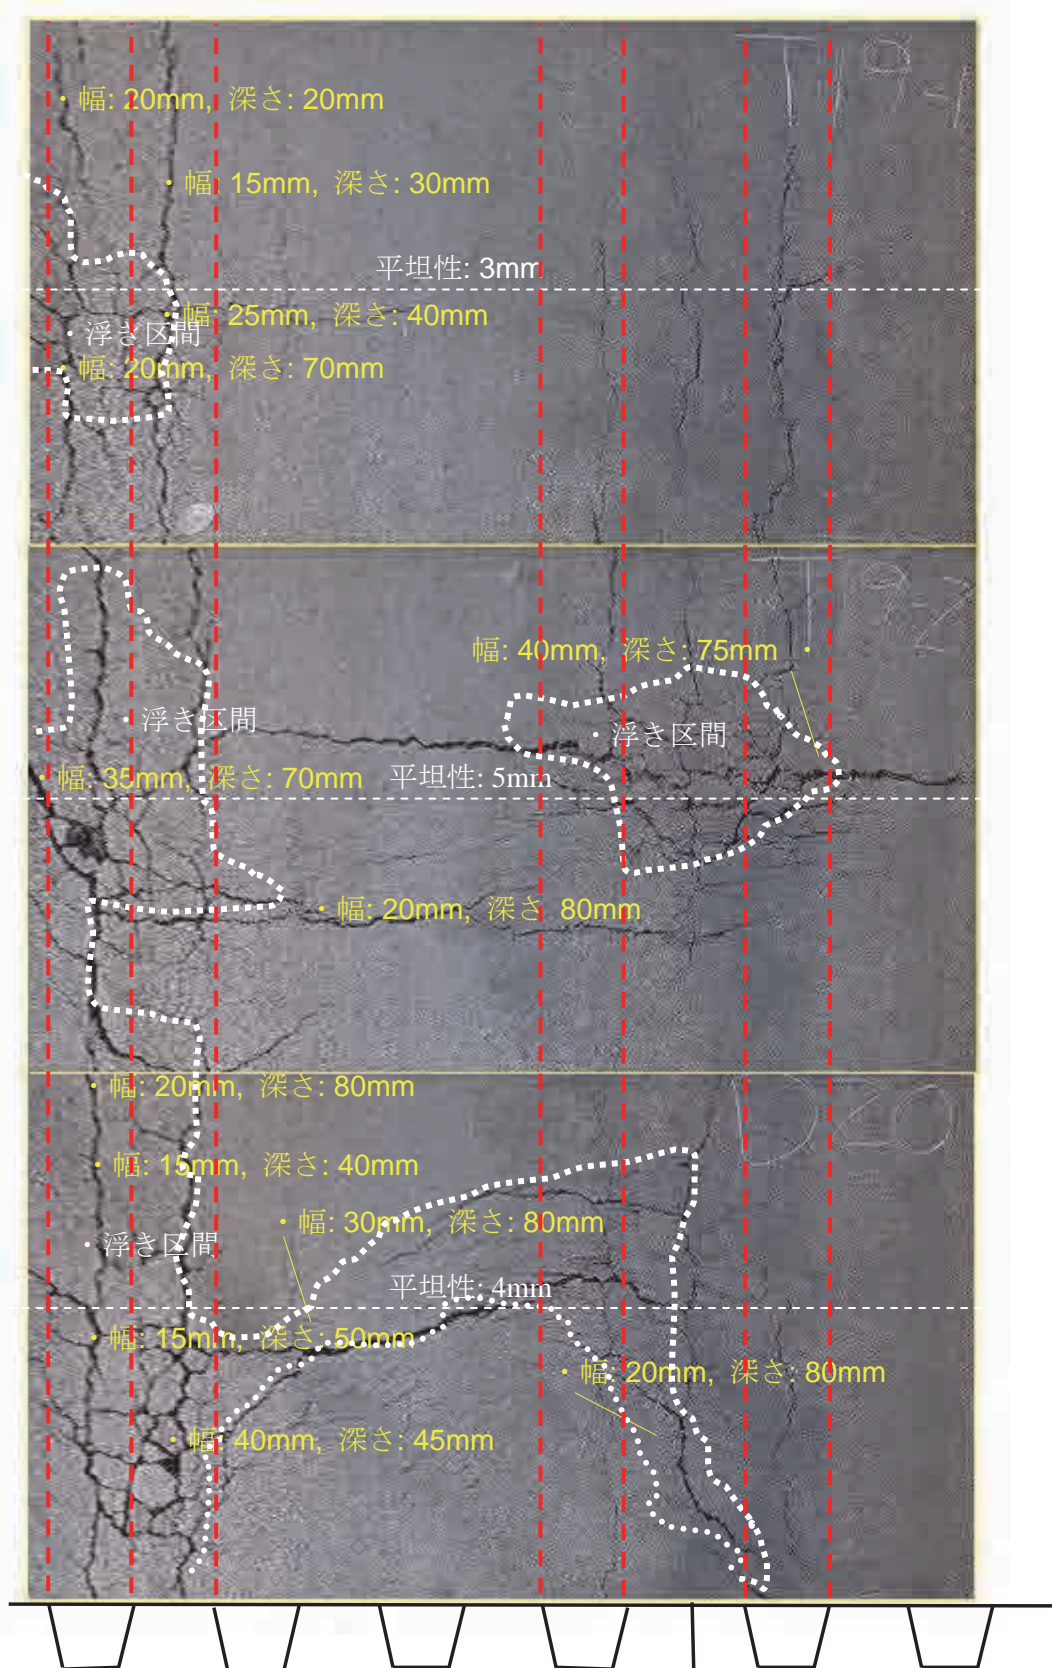 ・幅: 20mm, 深さ: 20mm
・幅: 15mm, 深さ: 30mm
平坦性: 3mm
・幅: 25mm, 深さ: 40mm
・浮き区間
・幅: 20mm, 深さ: 70mm
幅: 40mm, 深さ: 75mm ・
・浮き区間
・浮き区間
・幅: 35mm, 深さ: 70mm
平坦性: 5mm
・幅: 20mm, 深さ 80mm
・幅: 20mm, 深さ: 80mm
・幅: 15mm, 深さ: 40mm
・幅: 30mm, 深さ: 80mm
・浮き区間
平坦性: 4mm
・幅: 15mm, 深さ: 50mm
・幅: 20mm, 深さ: 80mm
・幅: 40mm, 深さ: 45mm